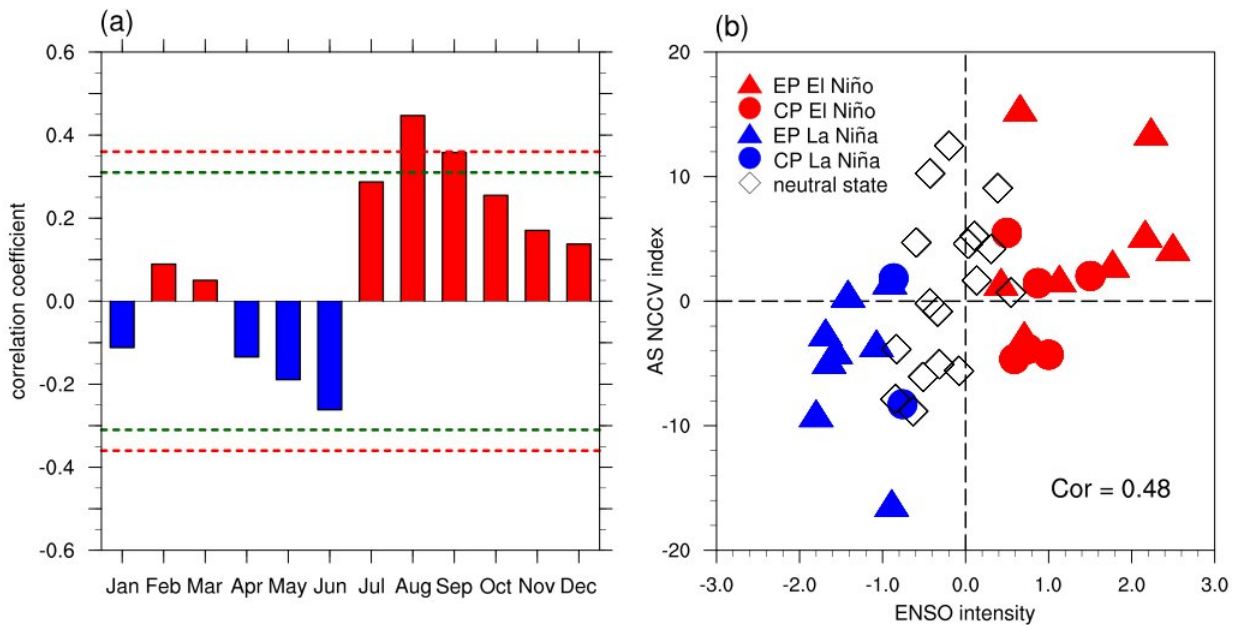 (a)
0.6
0.4
0.2
0.0
-0.2
-0.4
-0.6
correlation coefficient
Jan Feb Mar Apr May Jun Jul Aug Sep Oct Nov Dec
(b)
20
10
0
-10
-20
AS NCCV index
EP El Niño
CP El Niño
EP La Niña
CP La Niña
neutral state
Cor = 0.48
-3.0 -2.0 -1.0 0.0 1.0 2.0 3.0
ENSO intensity